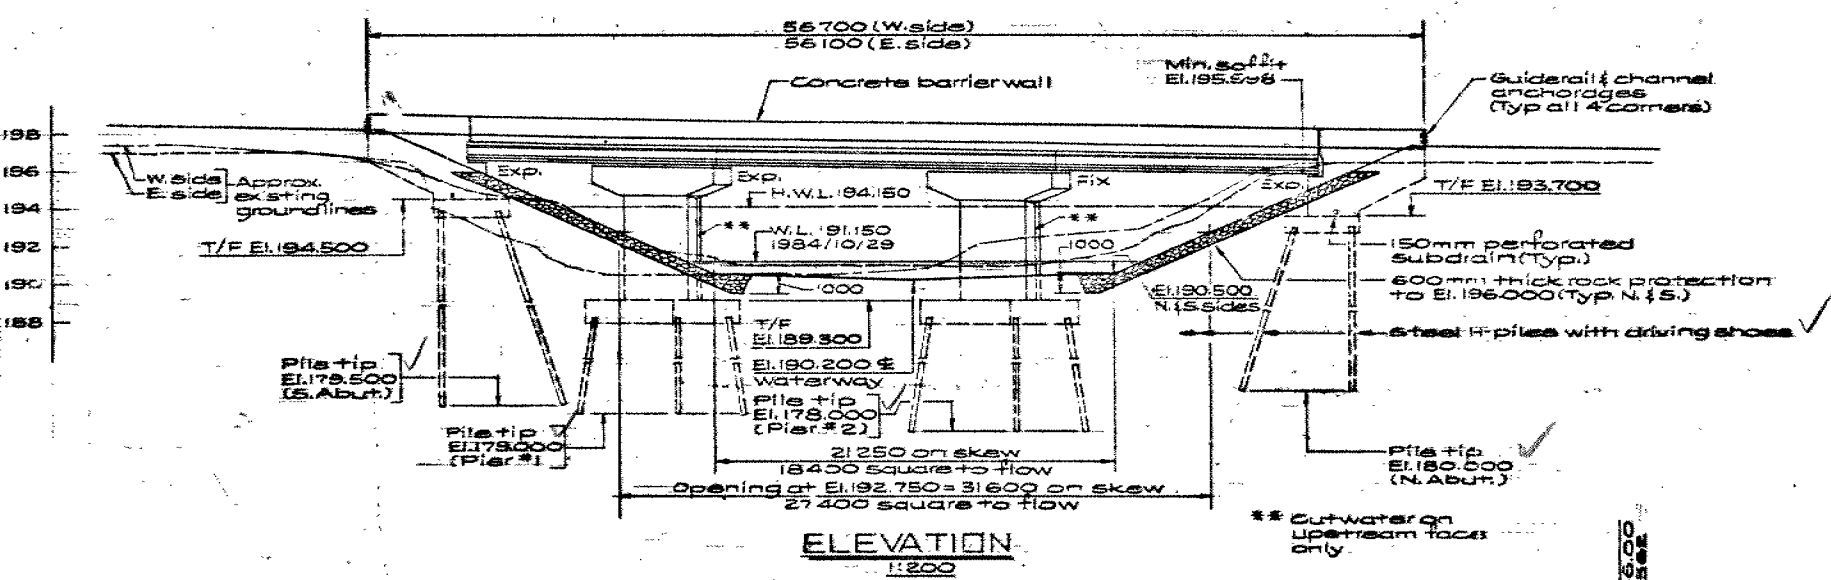 56700 (W. side)
56100 (E. side)
Concrete barrier wall
Min. soffit
Guiderail & channel
anchorages
(Typ all 4 corners)
198
196
194
192
190
188
W. side
E. side
Approx.
existing
groundlines
Exp.
Exp.
Fix
Exp.
H.W.L. 194.150
T/F El. 193.700
T/F El. 194.500
**
**
W.L. 191.150
1984/10/29
1000
1000
150mm perforated
Subdrain (Typ.)
600mm thick rock protection
to El. 196.000 (Typ. N. & S.)
El. 190.500
N. & S. sides
Steel H-piles with driving shoes
T/F
El. 189.300
El. 190.200 ℄
waterway
Pile tip
El. 179.500
(S. Abut.)
Pile tip
El. 179.000
(Pier #1)
Pile tip
El. 178.000
(Pier #2)
Pile tip
El. 180.000
(N. Abut.)
21250 on skew
18400 square to flow
Opening at El. 192.750 = 31600 on skew
27400 square to flow
** Cutwater on
upstream faces
only
ELEVATION
1:200